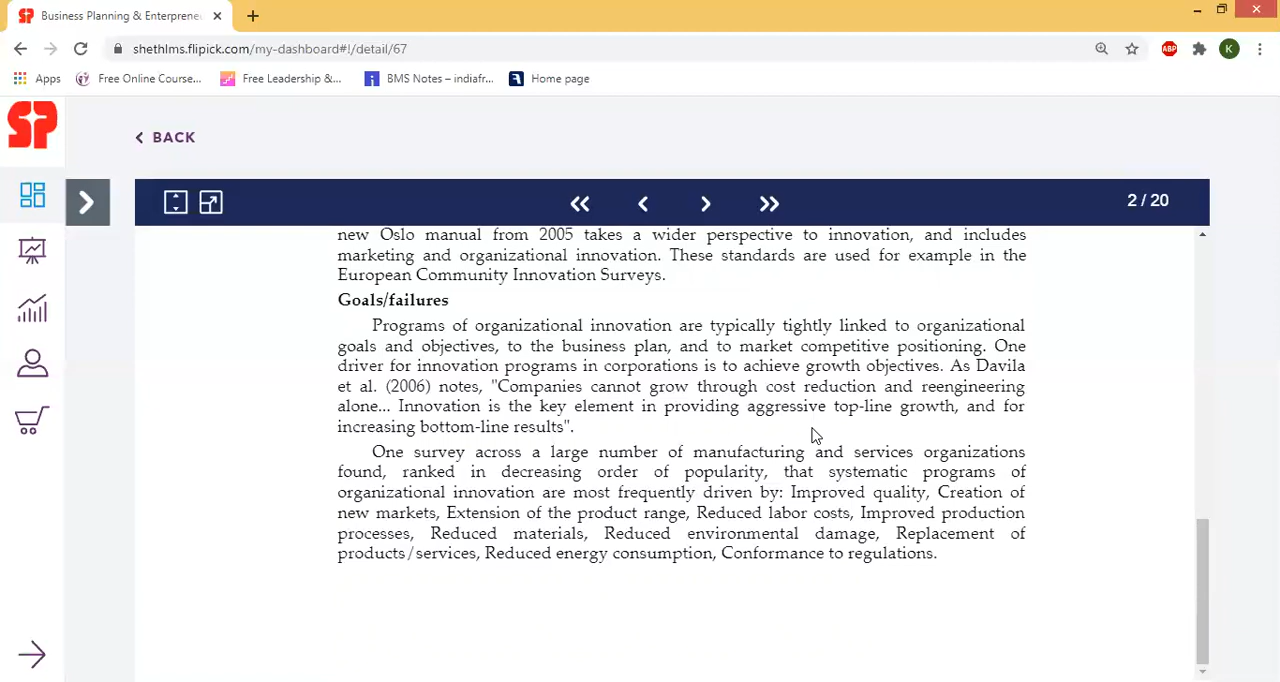 Business Planning & Enterprene
shethlms.flipick.com/my-dashboard#!/detail/67
ABP
K
Apps
Free Online Course...
Free Leadership &...
BMS Notes – indiafr...
Home page
SP
BACK
2 / 20
new Oslo manual from 2005 takes a wider perspective to innovation, and includes
marketing and organizational innovation. These standards are used for example in the
European Community Innovation Surveys.
Goals/failures
Programs of organizational innovation are typically tightly linked to organizational
goals and objectives, to the business plan, and to market competitive positioning. One
driver for innovation programs in corporations is to achieve growth objectives. As Davila
et al. (2006) notes, "Companies cannot grow through cost reduction and reengineering
alone... Innovation is the key element in providing aggressive top-line growth, and for
increasing bottom-line results".
One survey across a large number of manufacturing and services organizations
found, ranked in decreasing order of popularity, that systematic programs of
organizational innovation are most frequently driven by: Improved quality, Creation of
new markets, Extension of the product range, Reduced labor costs, Improved production
processes, Reduced materials, Reduced environmental damage, Replacement of
products/services, Reduced energy consumption, Conformance to regulations.